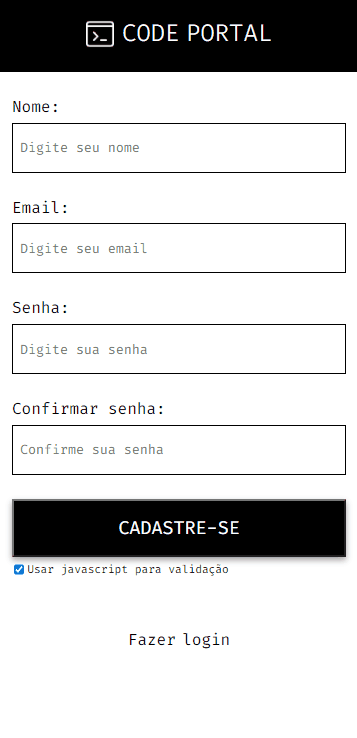 CODE PORTAL
Nome:
Digite seu nome
Email:
Digite seu email
Senha:
Digite sua senha
Confirmar senha:
Confirme sua senha
CADASTRE-SE
Usar javascript para validação
Fazer login